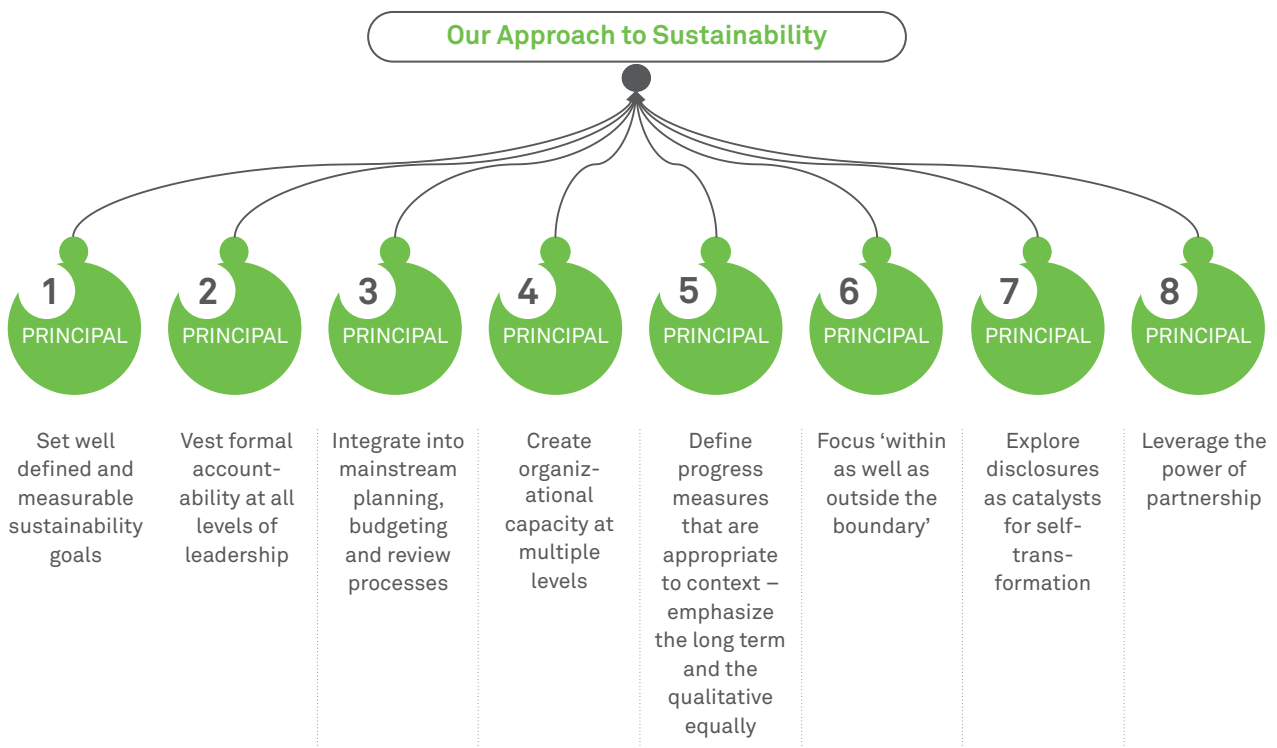 Our Approach to Sustainability
1
PRINCIPAL
2
PRINCIPAL
3
PRINCIPAL
4
PRINCIPAL
5
PRINCIPAL
6
PRINCIPAL
7
PRINCIPAL
8
PRINCIPAL
Set well
defined and
measurable
sustainability
goals
Vest formal
account-
ability at all
levels of
leadership
Integrate into
mainstream
planning,
budgeting
and review
processes
Create
organiz-
ational
capacity at
multiple
levels
Define
progress
measures
that are
appropriate
to context –
emphasize
the long term
and the
qualitative
equally
Focus ‘within
as well as
outside the
boundary’
Explore
disclosures
as catalysts
for self-
trans-
formation
Leverage the
power of
partnership